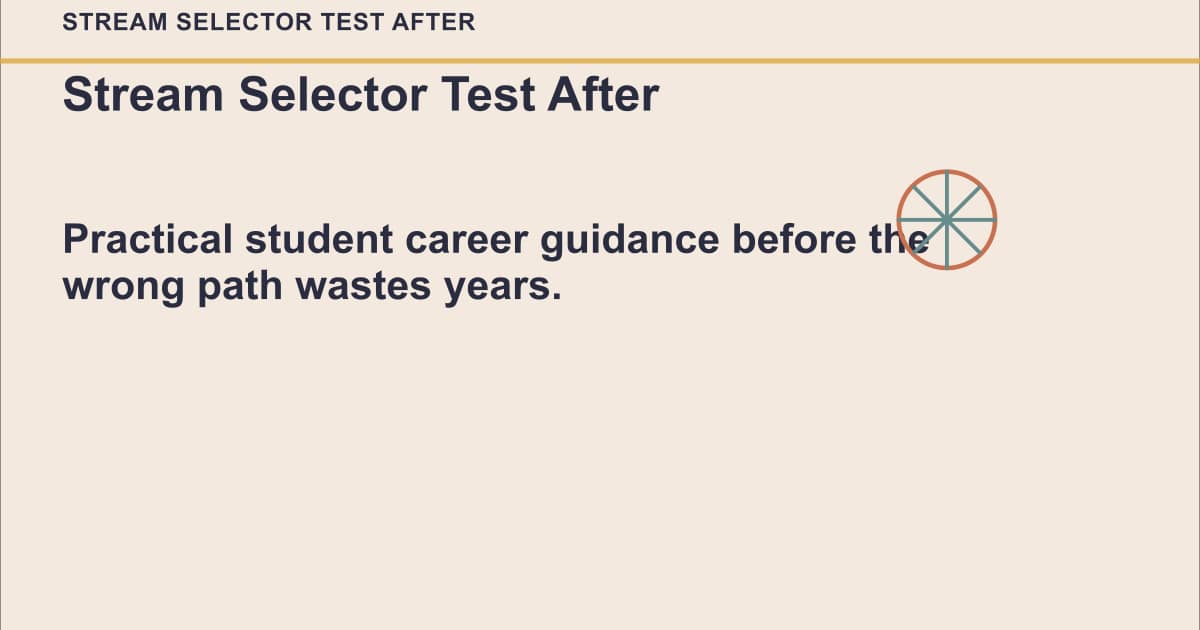 STREAM SELECTOR TEST AFTER
Stream Selector Test After
Practical student career guidance before the
wrong path wastes years.